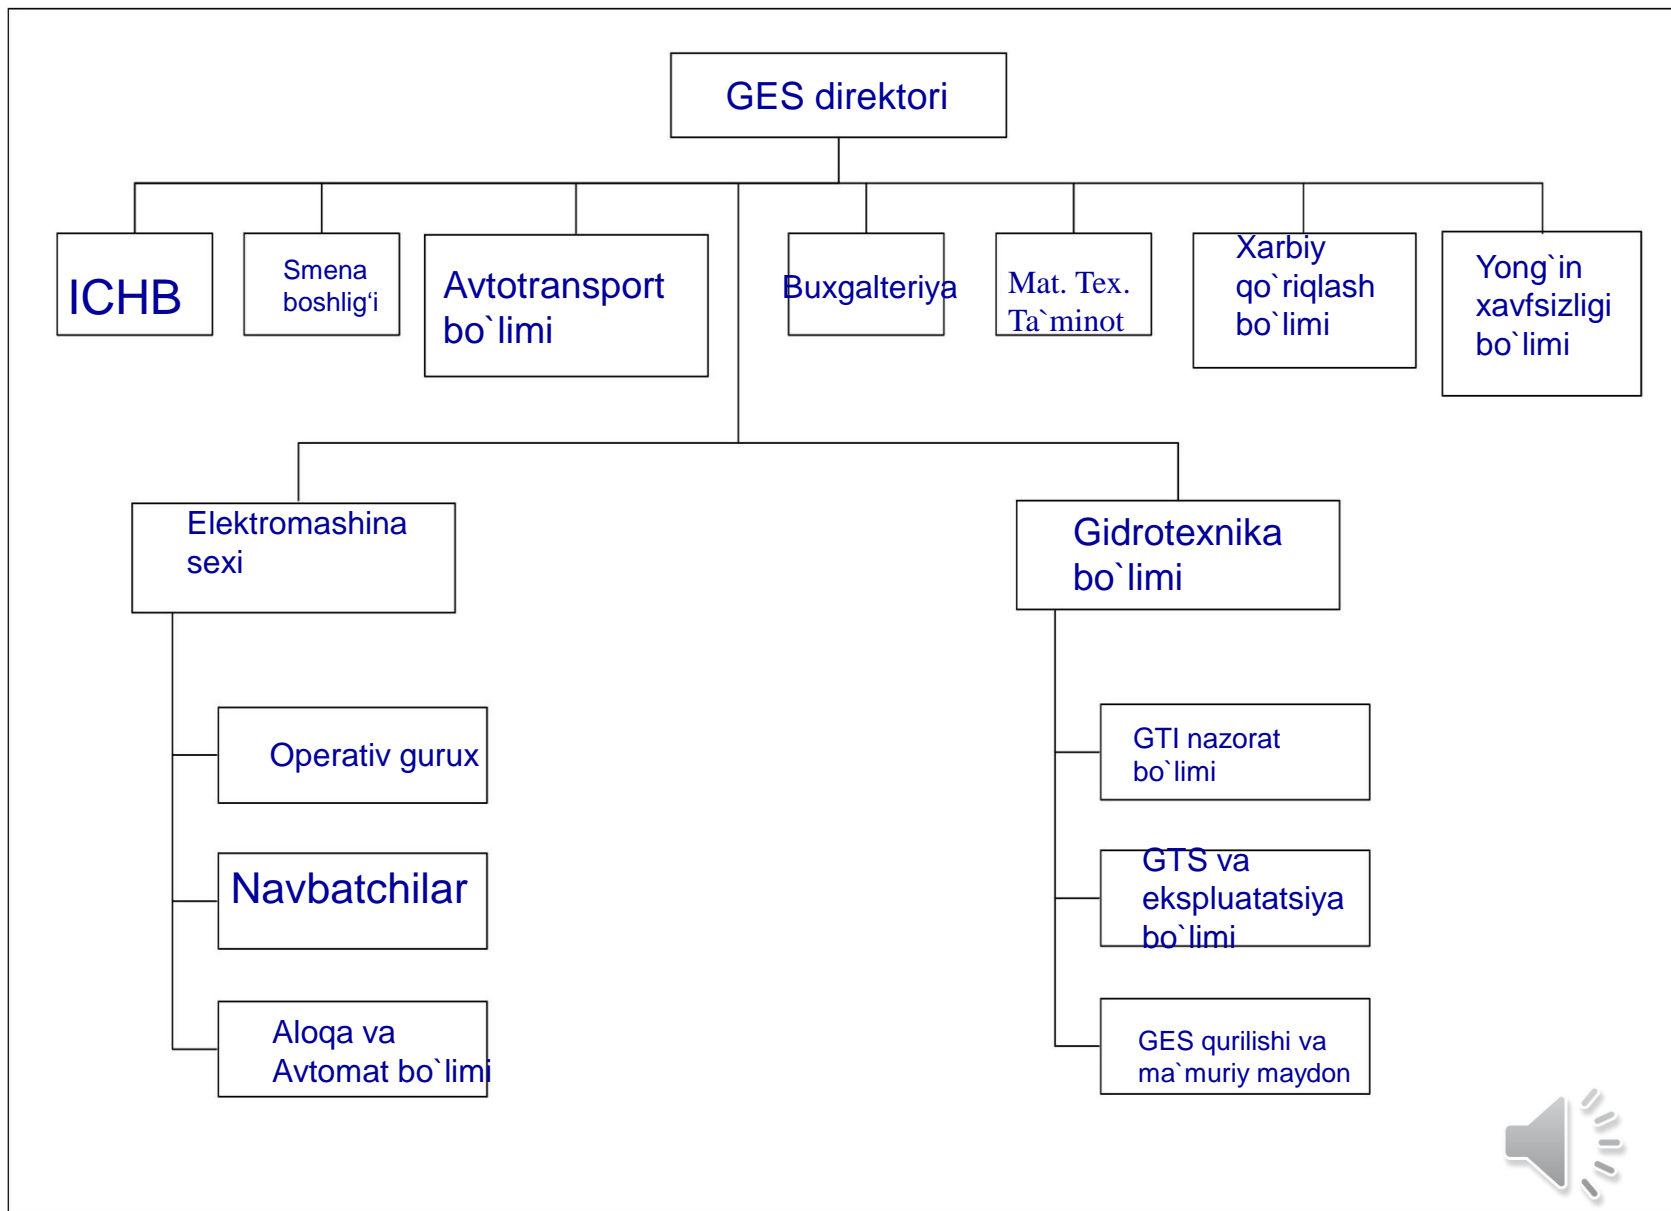 GES direktori
ICHB
Smena
boshlig‘i
Avtotransport
bo`limi
Buxgalteriya
Mat. Tex.
Ta`minot
Xarbiy
qo`riqlash
bo`limi
Yong`in
xavfsizligi
bo`limi
Elektromashina
sexi
Gidrotexnika
bo`limi
Operativ gurux
Navbatchilar
Aloqa va
Avtomat bo`limi
GTI nazorat
bo`limi
GTS va
ekspluatatsiya
bo`limi
GES qurilishi va
ma`muriy maydon